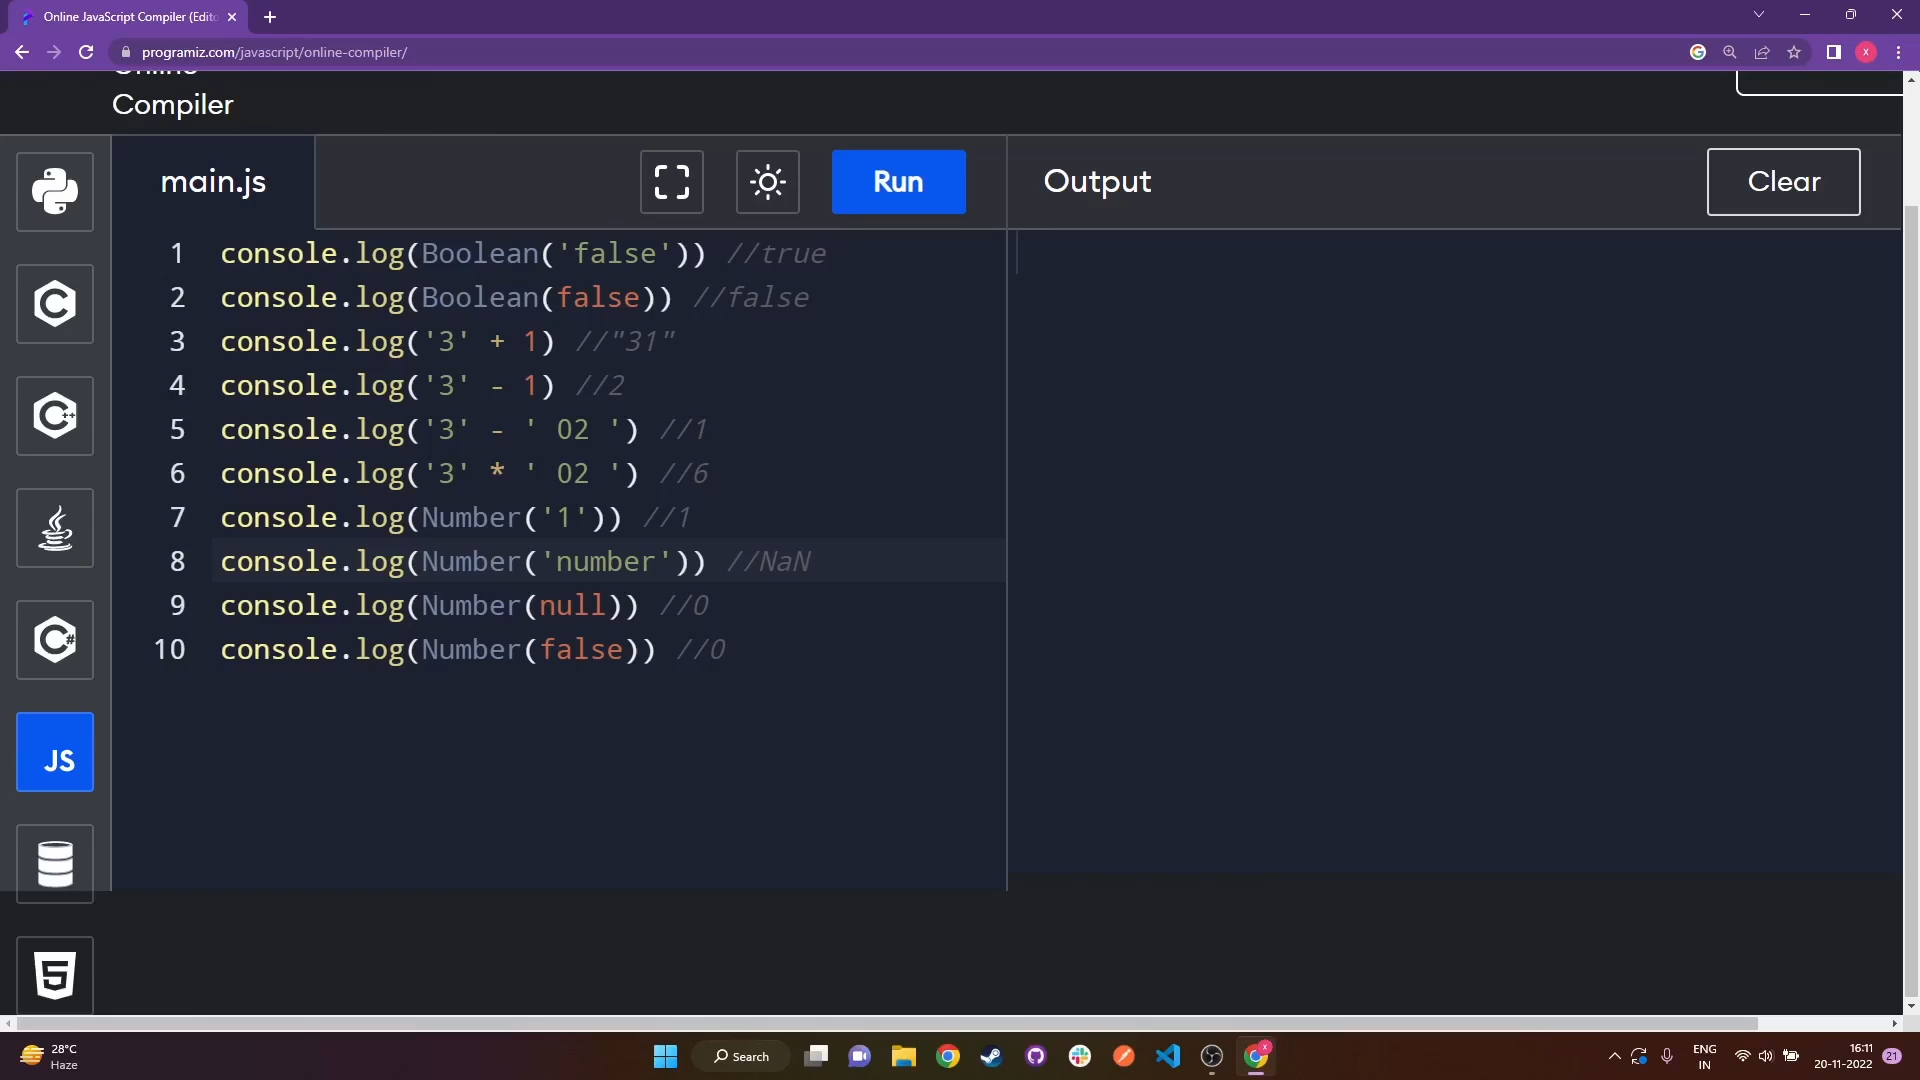 Online JavaScript Compiler (Edito
programiz.com/javascript/online-compiler/
X
Online
Compiler
main.js
Run
Output
Clear
1 console.log(Boolean('false')) //true
2 console.log(Boolean(false)) //false
3 console.log('3' + 1) //"31"
4 console.log('3' - 1) //2
5 console.log('3' - ' 02 ') //1
6 console.log('3' * ' 02 ') //6
7 console.log(Number('1')) //1
8 console.log(Number('number')) //NaN
9 console.log(Number(null)) //0
10 console.log(Number(false)) //0
C
C++
C#
JS
5
28°C
Haze
Search
ENG
IN
16:11
20-11-2022
21